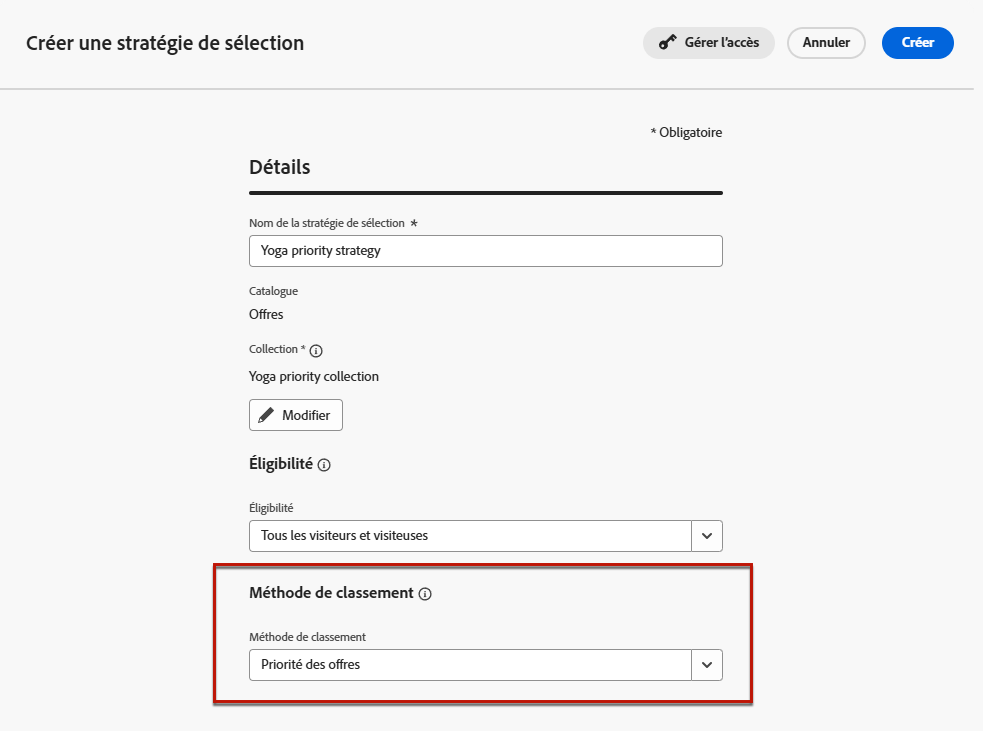 Créer une stratégie de sélection
Gérer l'accès
Annuler
Créer
* Obligatoire
Détails
Nom de la stratégie de sélection *
Yoga priority strategy
Catalogue
Offres
Collection *
Yoga priority collection
Modifier
Éligibilité
Éligibilité
Tous les visiteurs et visiteuses
Méthode de classement
Méthode de classement
Priorité des offres